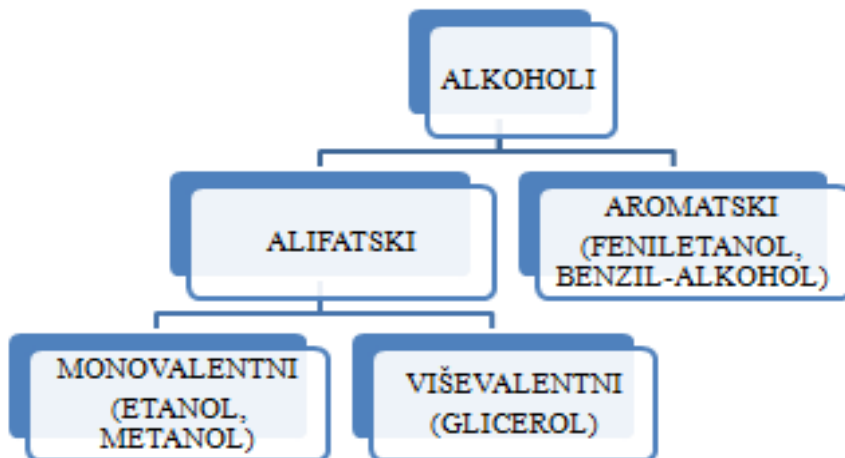 ALKOHOLI
ALIFATSKI
AROMATSKI
(FENILETANOL,
BENZIL-ALKOHOL)
MONOVALENTNI
(ETANOL,
METANOL)
VIŠEVALENTNI
(GLICEROL)